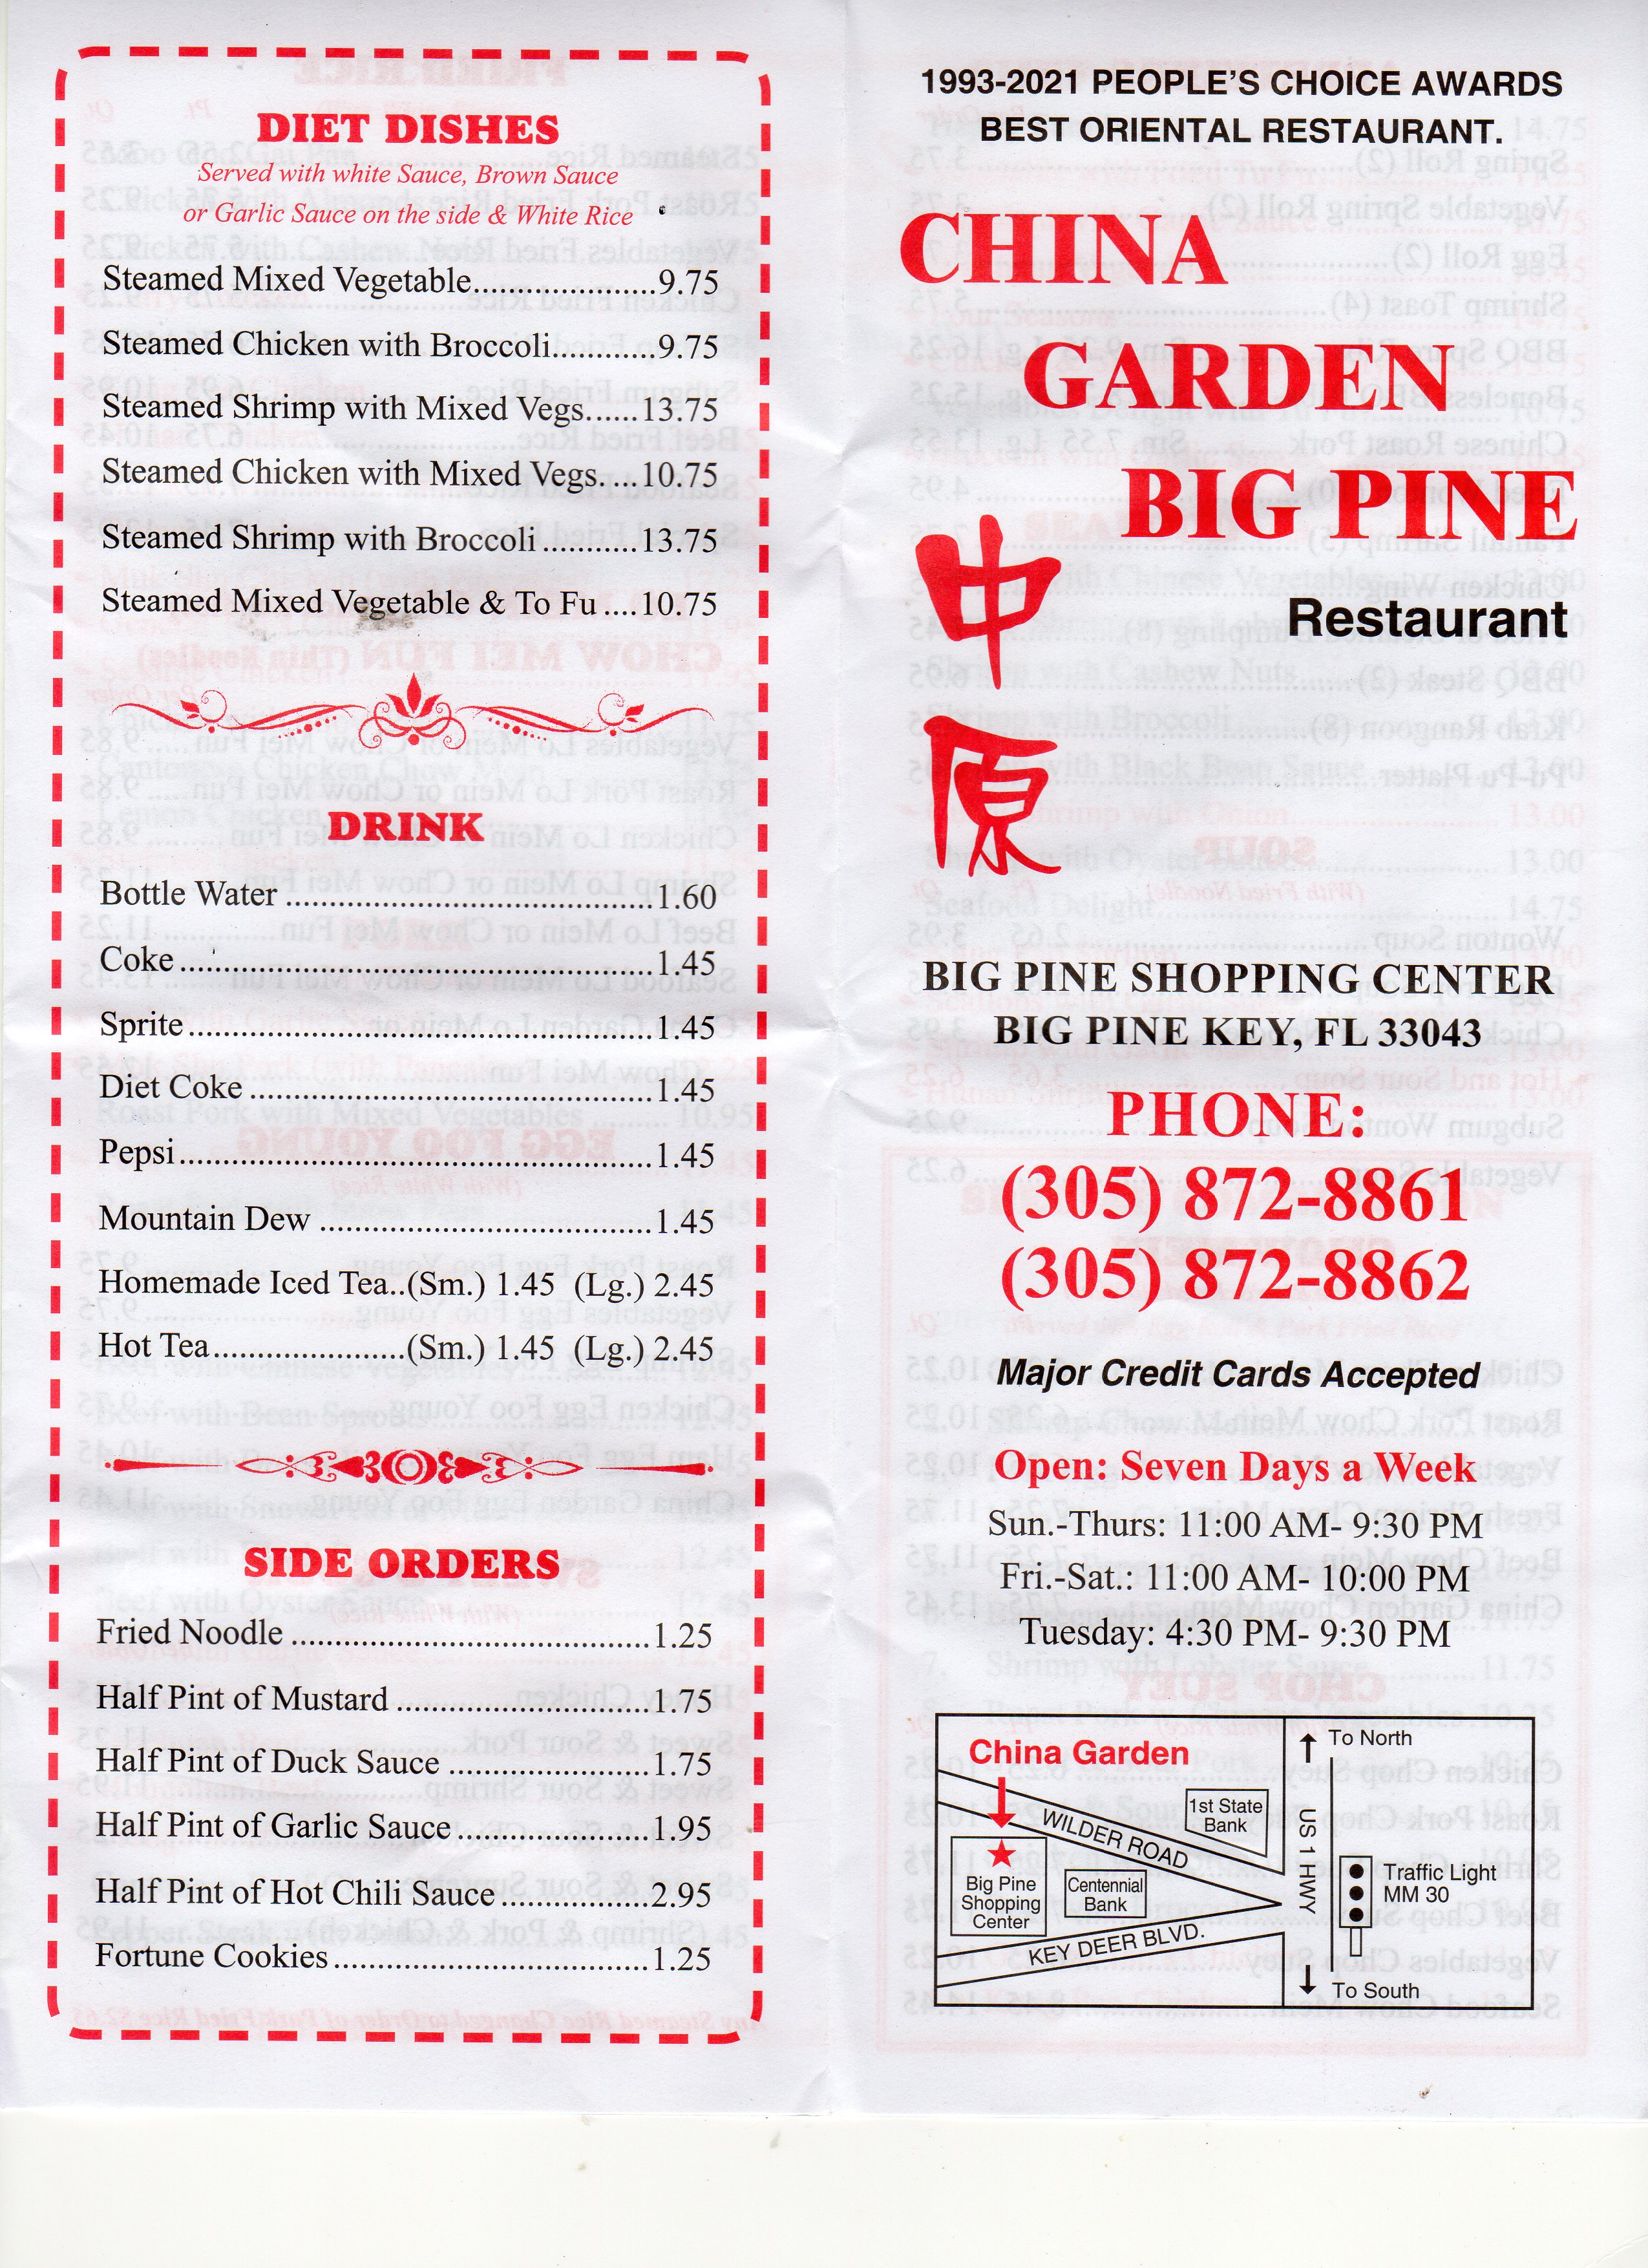 DIET DISHES
Served with white Sauce, Brown Sauce
or Garlic Sauce on the side & White Rice
Steamed Mixed Vegetable....................9.75
Steamed Chicken with Broccoli...........9.75
Steamed Shrimp with Mixed Vegs......13.75
Steamed Chicken with Mixed Vegs. ...10.75
Steamed Shrimp with Broccoli ..........13.75
Steamed Mixed Vegetable & To Fu ....10.75
DRINK
Bottle Water .......................................1.60
Coke ..................................................1.45
Sprite .................................................1.45
Diet Coke ..........................................1.45
Pepsi..................................................1.45
Mountain Dew ...................................1.45
Homemade Iced Tea..(Sm.) 1.45 (Lg.) 2.45
Hot Tea....................(Sm.) 1.45 (Lg.) 2.45
SIDE ORDERS
Fried Noodle ......................................1.25
Half Pint of Mustard ...........................1.75
Half Pint of Duck Sauce ......................1.75
Half Pint of Garlic Sauce .....................1.95
Half Pint of Hot Chili Sauce ................2.95
Fortune Cookies ..................................1.25
1993-2021 PEOPLE'S CHOICE AWARDS
BEST ORIENTAL RESTAURANT.
CHINA
GARDEN
BIG PINE
Restaurant
中
原
BIG PINE SHOPPING CENTER
BIG PINE KEY, FL 33043
PHONE:
(305) 872-8861
(305) 872-8862
Major Credit Cards Accepted
Open: Seven Days a Week
Sun.-Thurs: 11:00 AM- 9:30 PM
Fri.-Sat.: 11:00 AM- 10:00 PM
Tuesday: 4:30 PM- 9:30 PM
China Garden
To North
1st State
Bank
WILDER ROAD
US 1 HWY
Big Pine
Shopping
Center
Centennial
Bank
Traffic Light
MM 30
KEY DEER BLVD.
To South